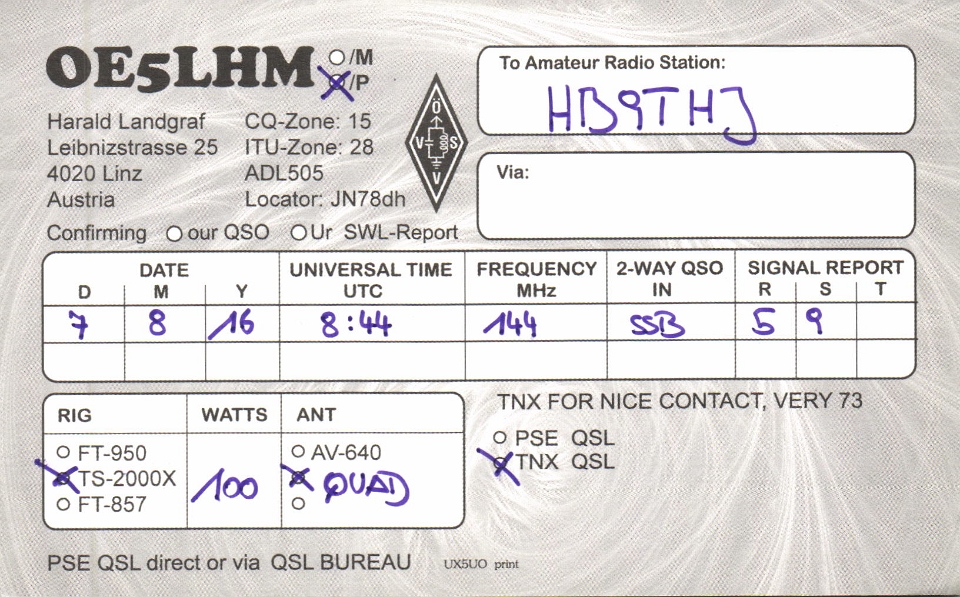 OE5LHM
/M
/P
To Amateur Radio Station:
HB9THJ
Harald Landgraf CQ-Zone: 15
Leibnizstrasse 25 ITU-Zone: 28
4020 Linz ADL505
Austria Locator: JN78dh
Ö
V S
V
Via:
Confirming our QSO Ur SWL-Report
DATE UNIVERSAL TIME FREQUENCY 2-WAY QSO SIGNAL REPORT
D M Y UTC MHz IN R S T
7 8 16 8:44 144 SSB 5 9
RIG WATTS ANT
FT-950 AV-640
TS-2000X 100 QUAD
FT-857
TNX FOR NICE CONTACT, VERY 73
PSE QSL
TNX QSL
PSE QSL direct or via QSL BUREAU UX5UO print